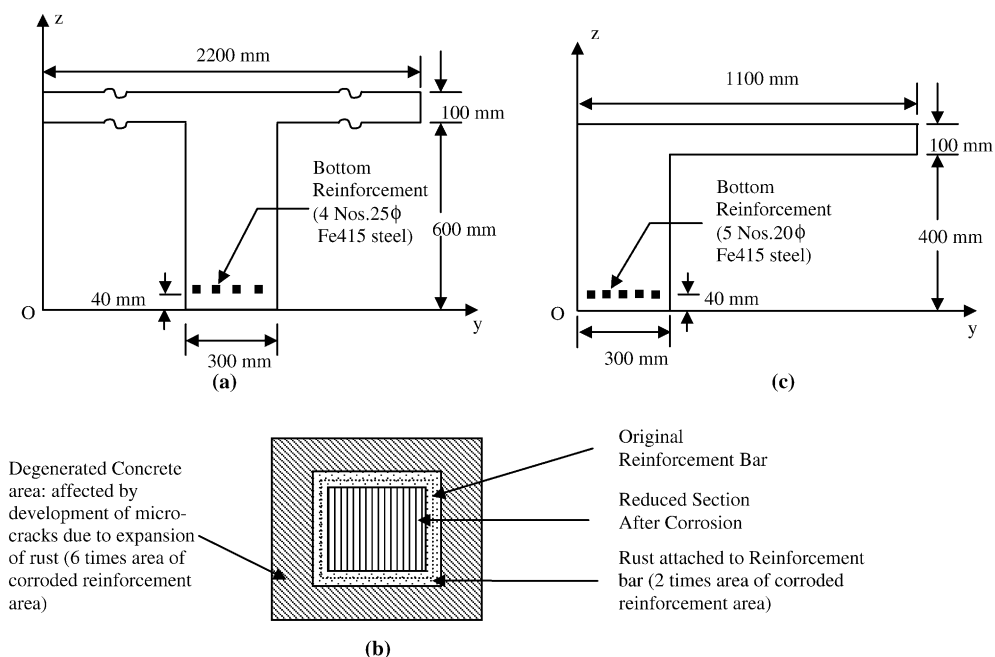 z
2200 mm
100 mm
Bottom
Reinforcement
(4 Nos.25ϕ
Fe415 steel)
600 mm
40 mm
O
y
300 mm
(a)
z
1100 mm
100 mm
Bottom
Reinforcement
(5 Nos.20ϕ
Fe415 steel)
400 mm
40 mm
O
y
300 mm
(c)
Degenerated Concrete
area: affected by
development of micro-
cracks due to expansion
of rust (6 times area of
corroded reinforcement
area)
Original
Reinforcement Bar
Reduced Section
After Corrosion
Rust attached to Reinforcement
bar (2 times area of corroded
reinforcement area)
(b)